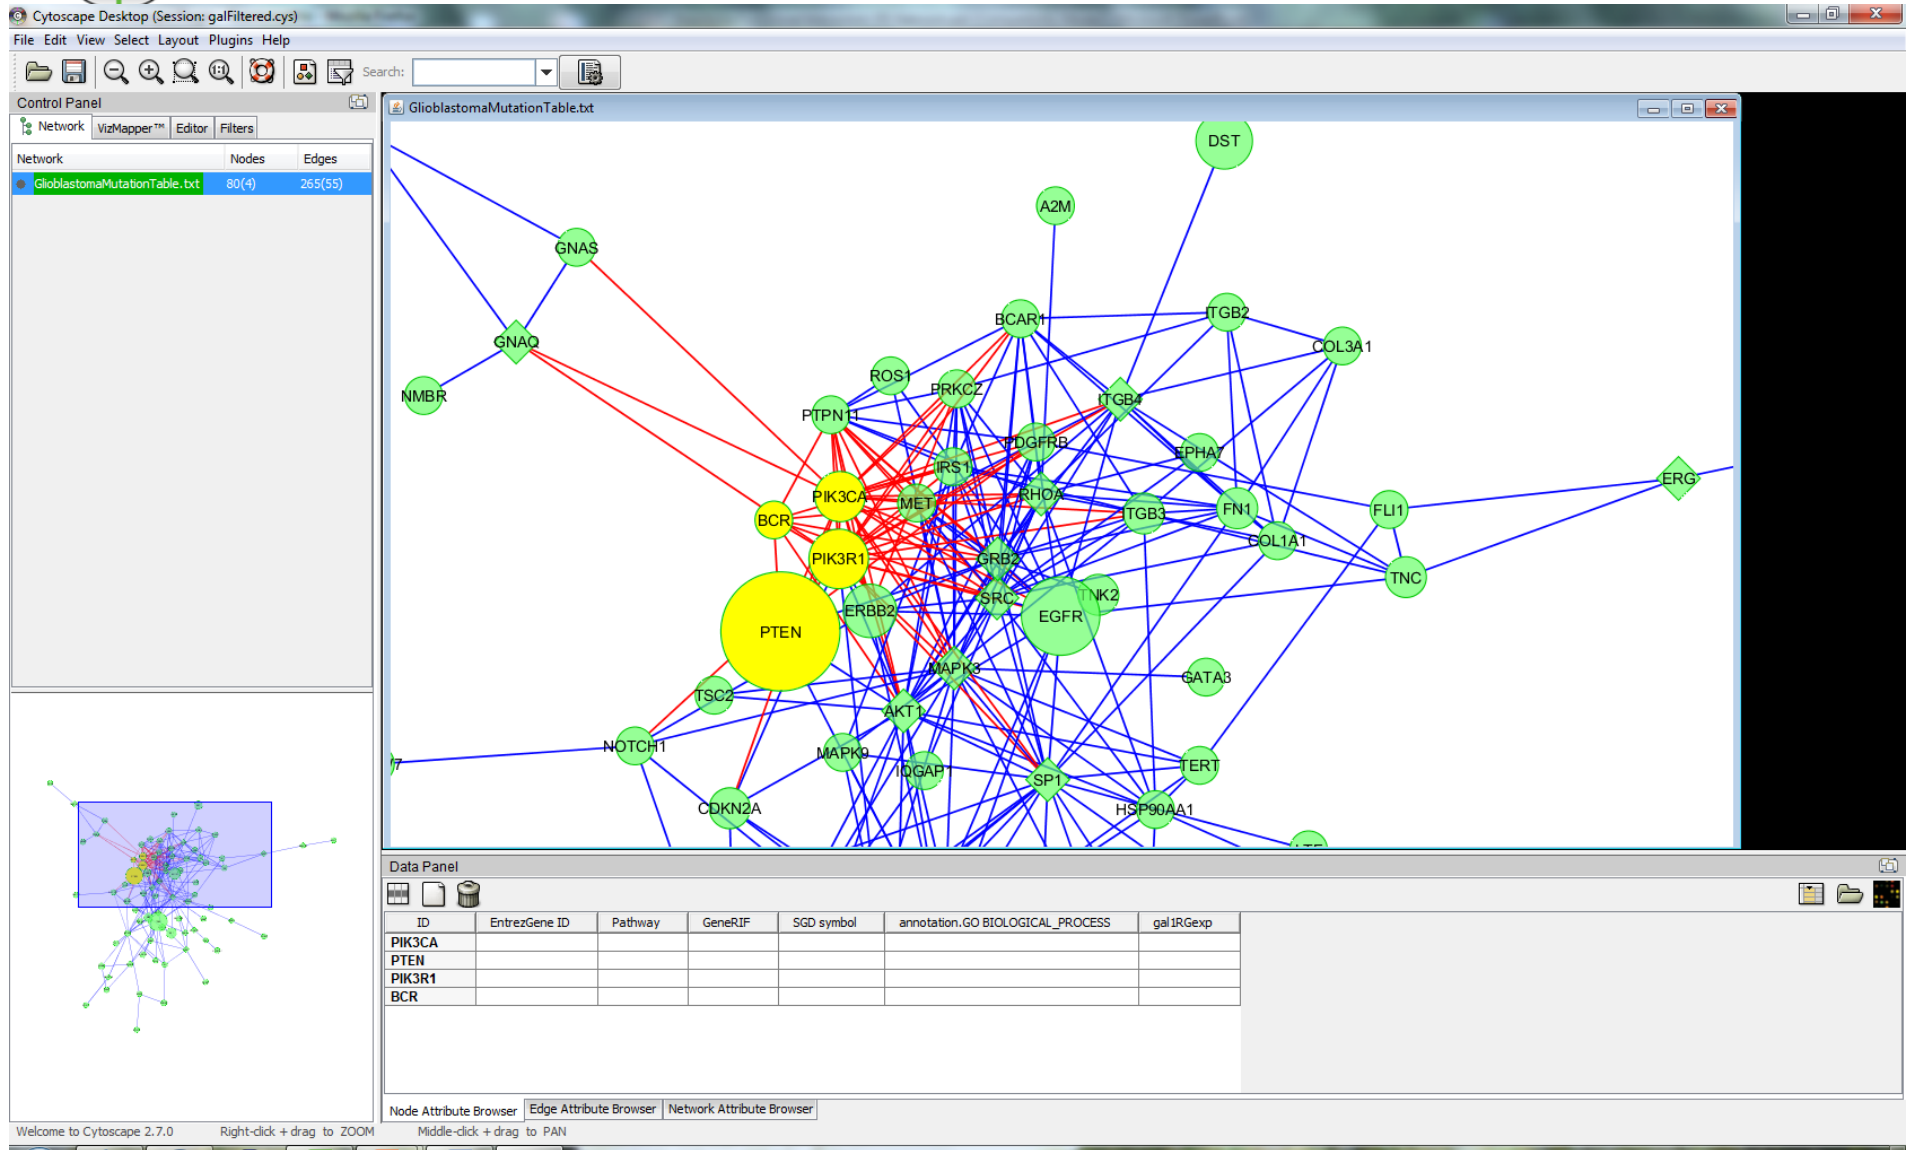 Cytoscape Desktop (Session: galFiltered.cys)
File Edit View Select Layout Plugins Help
Search:
Control Panel
Network VizMapper™ Editor Filters
Network Nodes Edges
GlioblastomaMutationTable.txt 80(4) 265(55)
GlioblastomaMutationTable.txt
DST
A2M
GNAS
ITGB2
BCAR1
GNAQ
COL3A1
ROS1
PRKCZ
NMBR
ITGB4
PTPN11
PDGFRB
EPHA7
IRS1
ERG
PIK3CA
RHOA
MET
FN1
FLI1
ITGB3
BCR
COL1A1
PIK3R1
GRB2
TNC
TNK2
SRC
ERBB2
EGFR
PTEN
MAPK3
GATA3
TSC2
AKT1
NOTCH1
MAPK9
7
TERT
IQGAP1
SP1
CDKN2A
HSP90AA1
Data Panel
ID EntrezGene ID Pathway GeneRIF SGD symbol annotation.GO BIOLOGICAL_PROCESS gal1RGexp
PIK3CA
PTEN
PIK3R1
BCR
Node Attribute Browser Edge Attribute Browser Network Attribute Browser
Welcome to Cytoscape 2.7.0 Right-click + drag to ZOOM Middle-click + drag to PAN